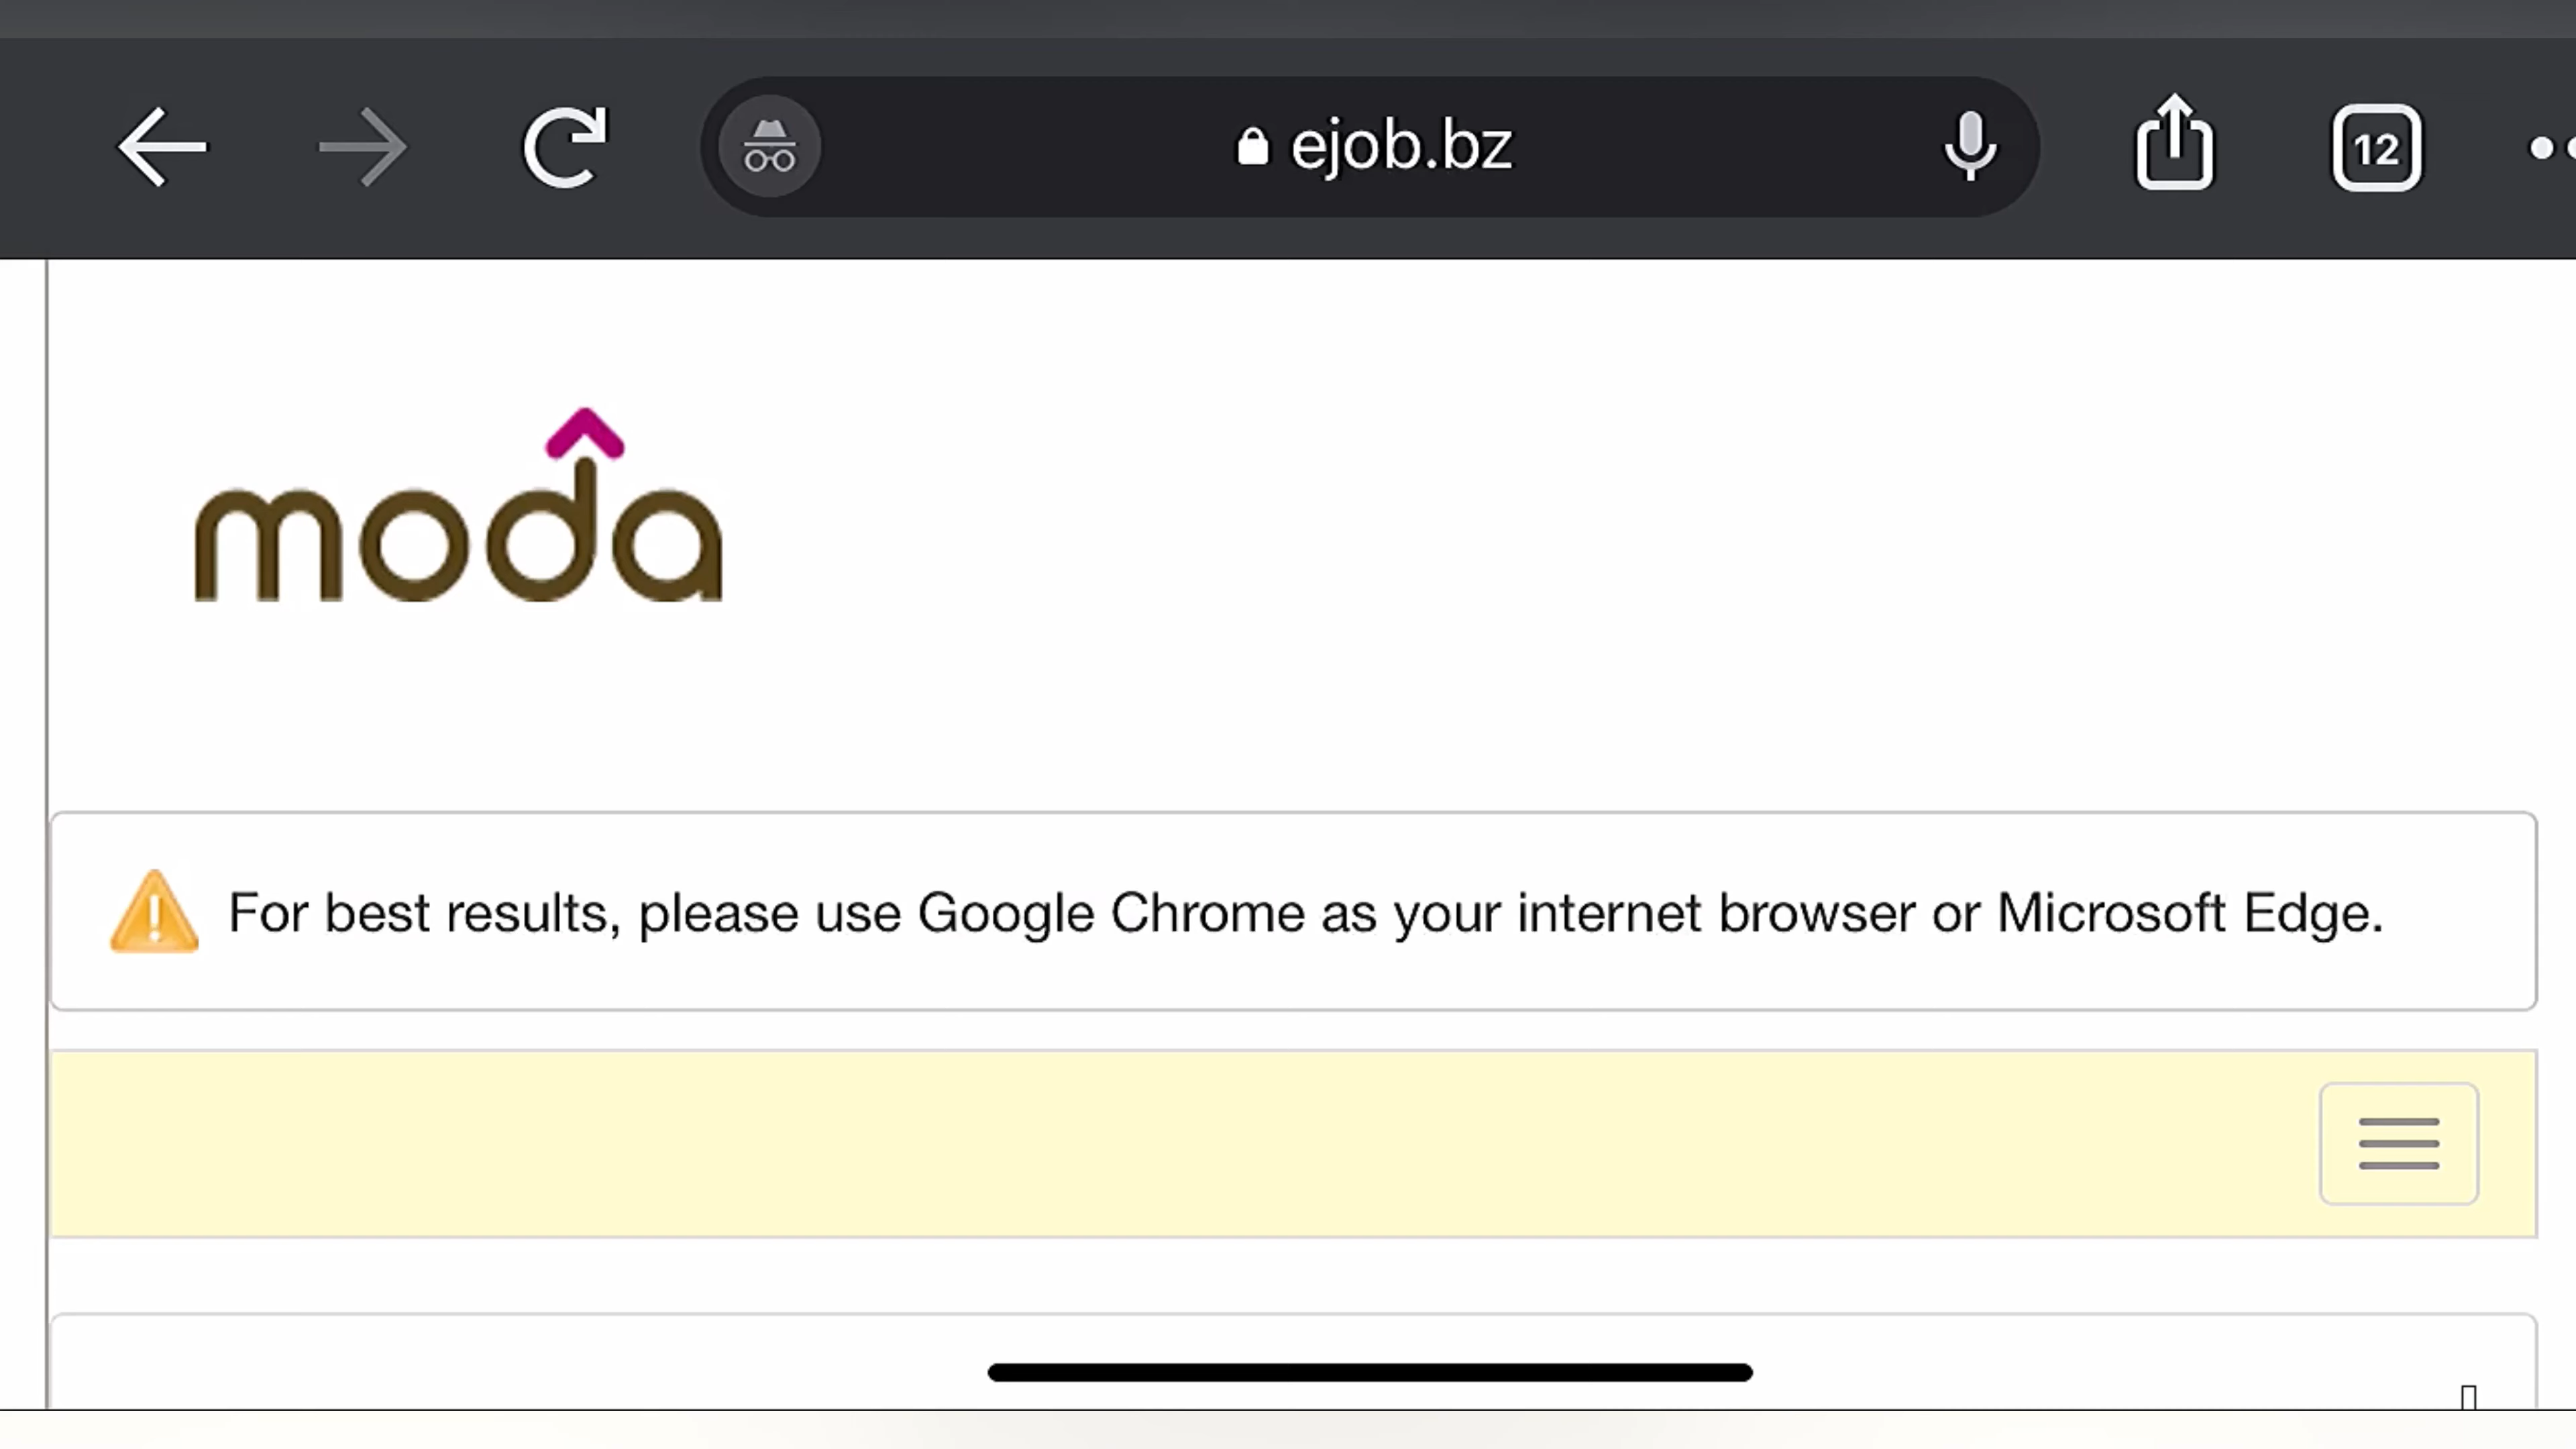 ejob.bz
12
moda
For best results, please use Google Chrome as your internet browser or Microsoft Edge.